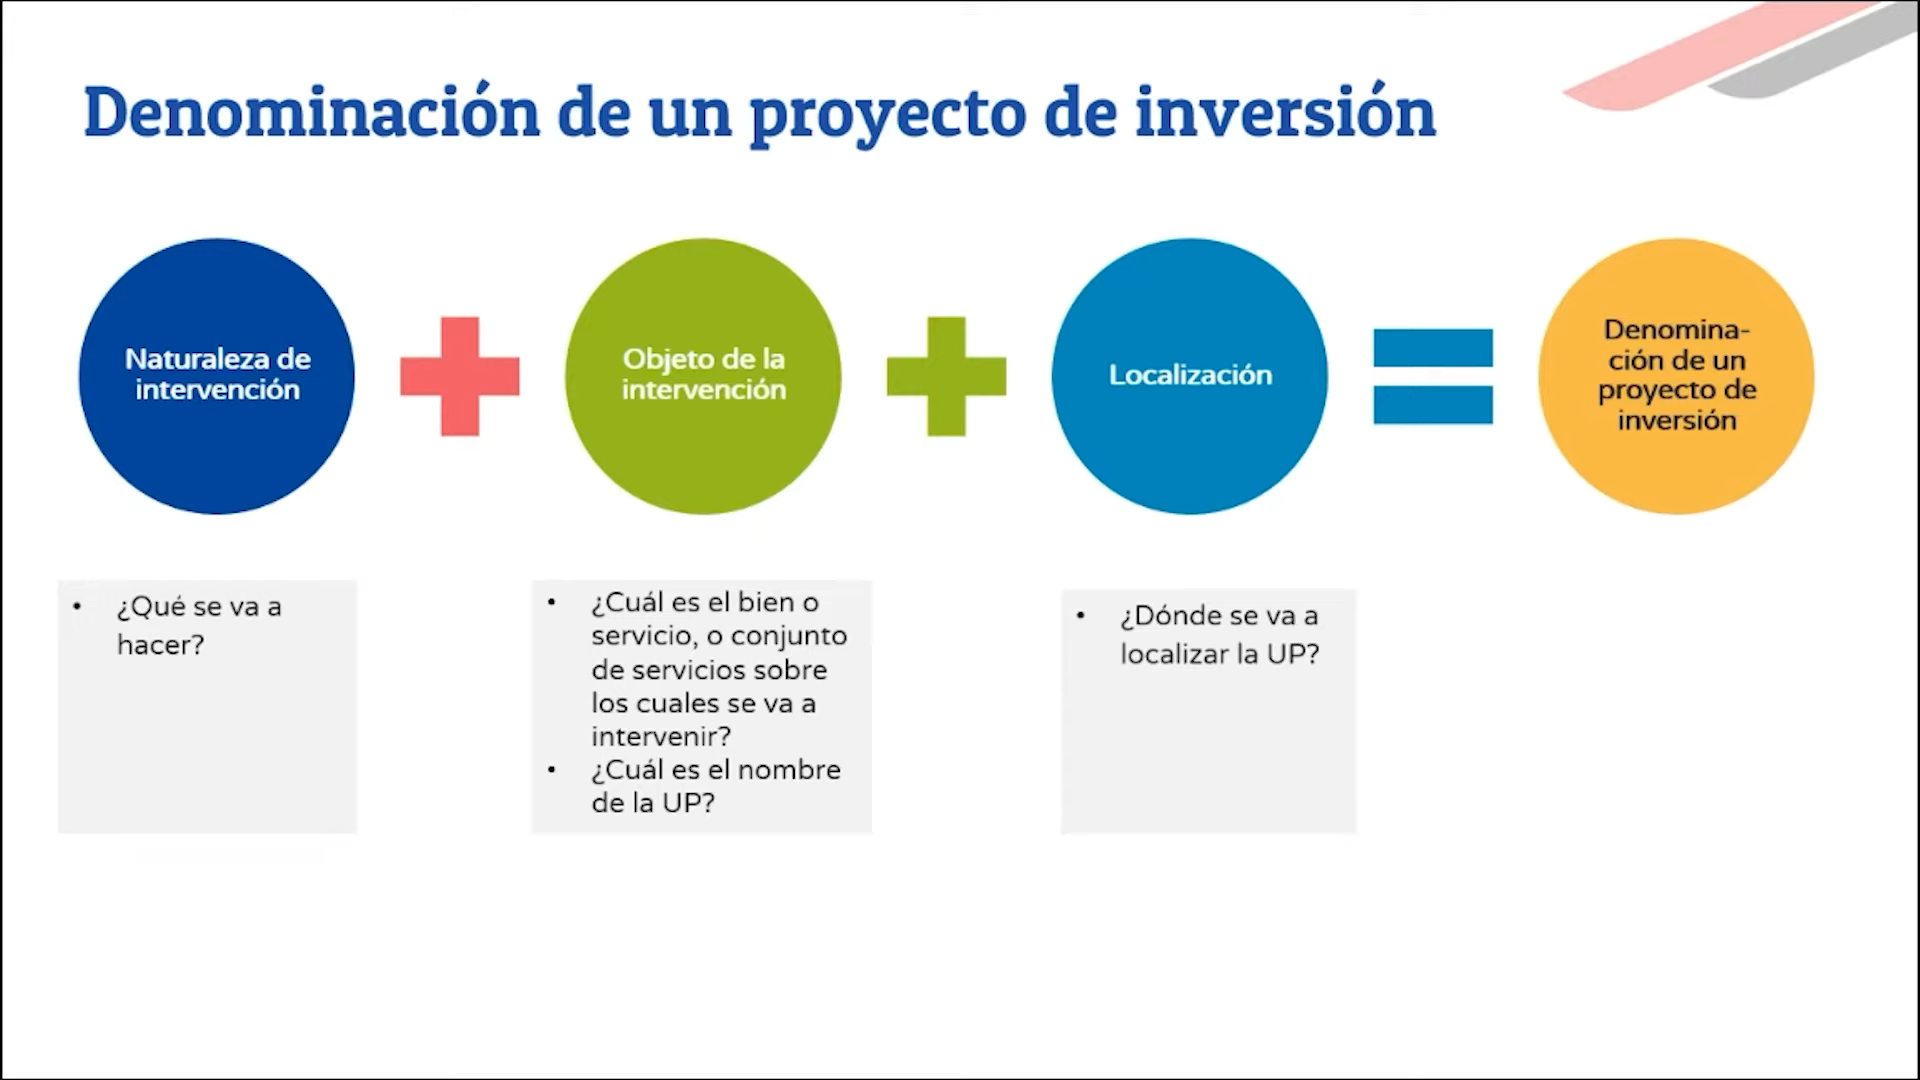 Denominación de un proyecto de inversión
Naturaleza de
intervención
Objeto de la
intervención
Localización
Denomina-
ción de un
proyecto de
inversión
• ¿Qué se va a
hacer?
• ¿Cuál es el bien o
servicio, o conjunto
de servicios sobre
los cuales se va a
intervenir?
• ¿Cuál es el nombre
de la UP?
• ¿Dónde se va a
localizar la UP?